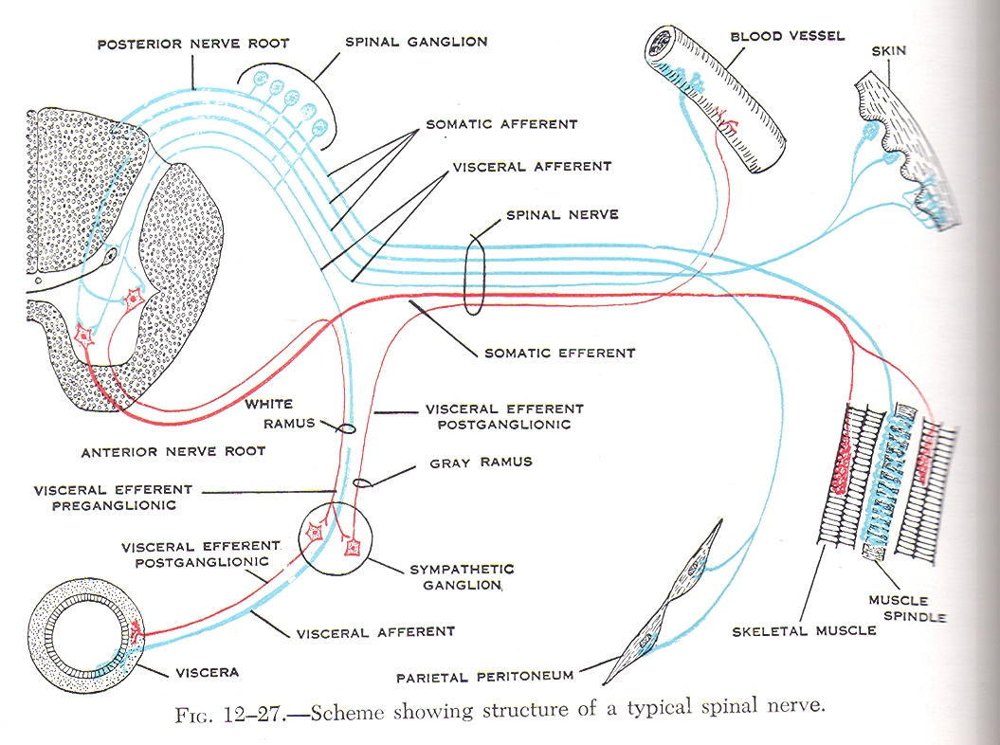 POSTERIOR NERVE ROOT
SPINAL GANGLION
BLOOD VESSEL
SKIN
SOMATIC AFFERENT
VISCERAL AFFERENT
SPINAL NERVE
SOMATIC EFFERENT
WHITE
RAMUS
VISCERAL EFFERENT
POSTGANGLIONIC
ANTERIOR NERVE ROOT
GRAY RAMUS
VISCERAL EFFERENT
PREGANGLIONIC
VISCERAL EFFERENT
POSTGANGLIONIC
SYMPATHETIC
GANGLION
MUSCLE
SPINDLE
SKELETAL MUSCLE
VISCERAL AFFERENT
VISCERA
PARIETAL PERITONEUM
FIG. 12–27.—Scheme showing structure of a typical spinal nerve.